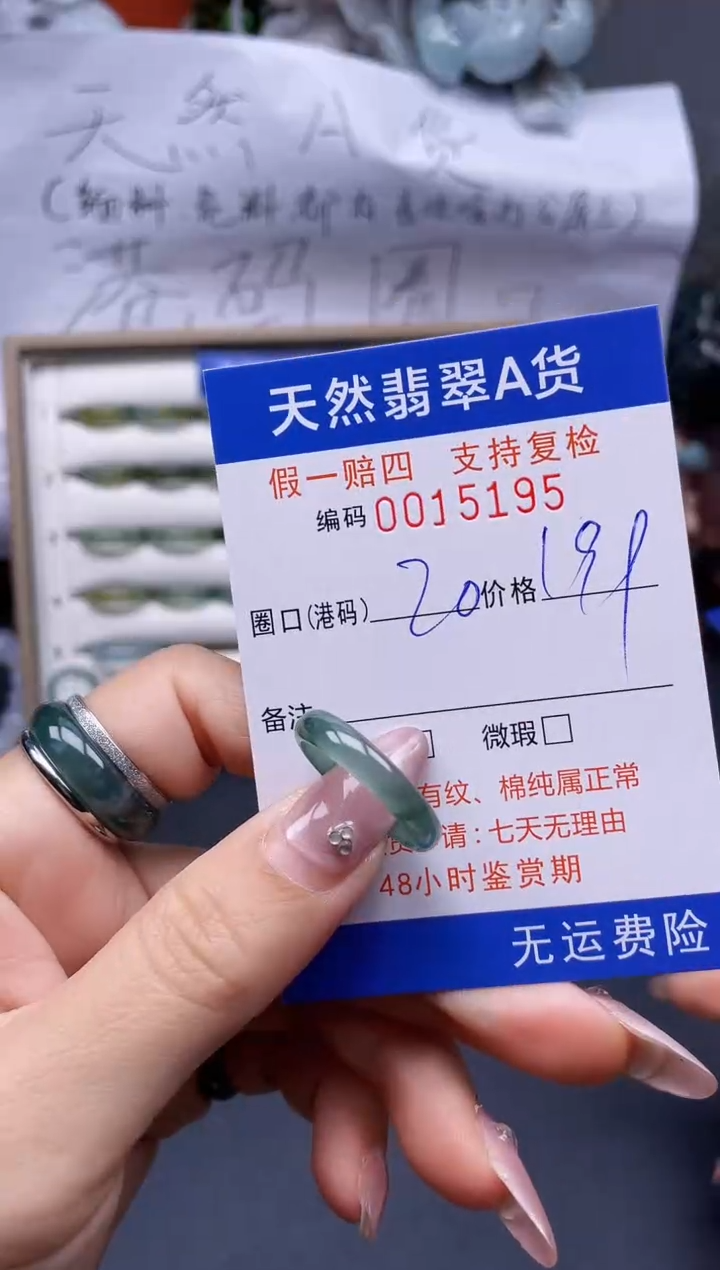 天然A货
港码圈口
天然翡翠A货
假一赔四 支持复检
编码 0015195
圈口(港码) 20 价格 199
备注
微瑕
有纹、棉纯属正常
请：七天无理由
48小时鉴赏期
无运费险